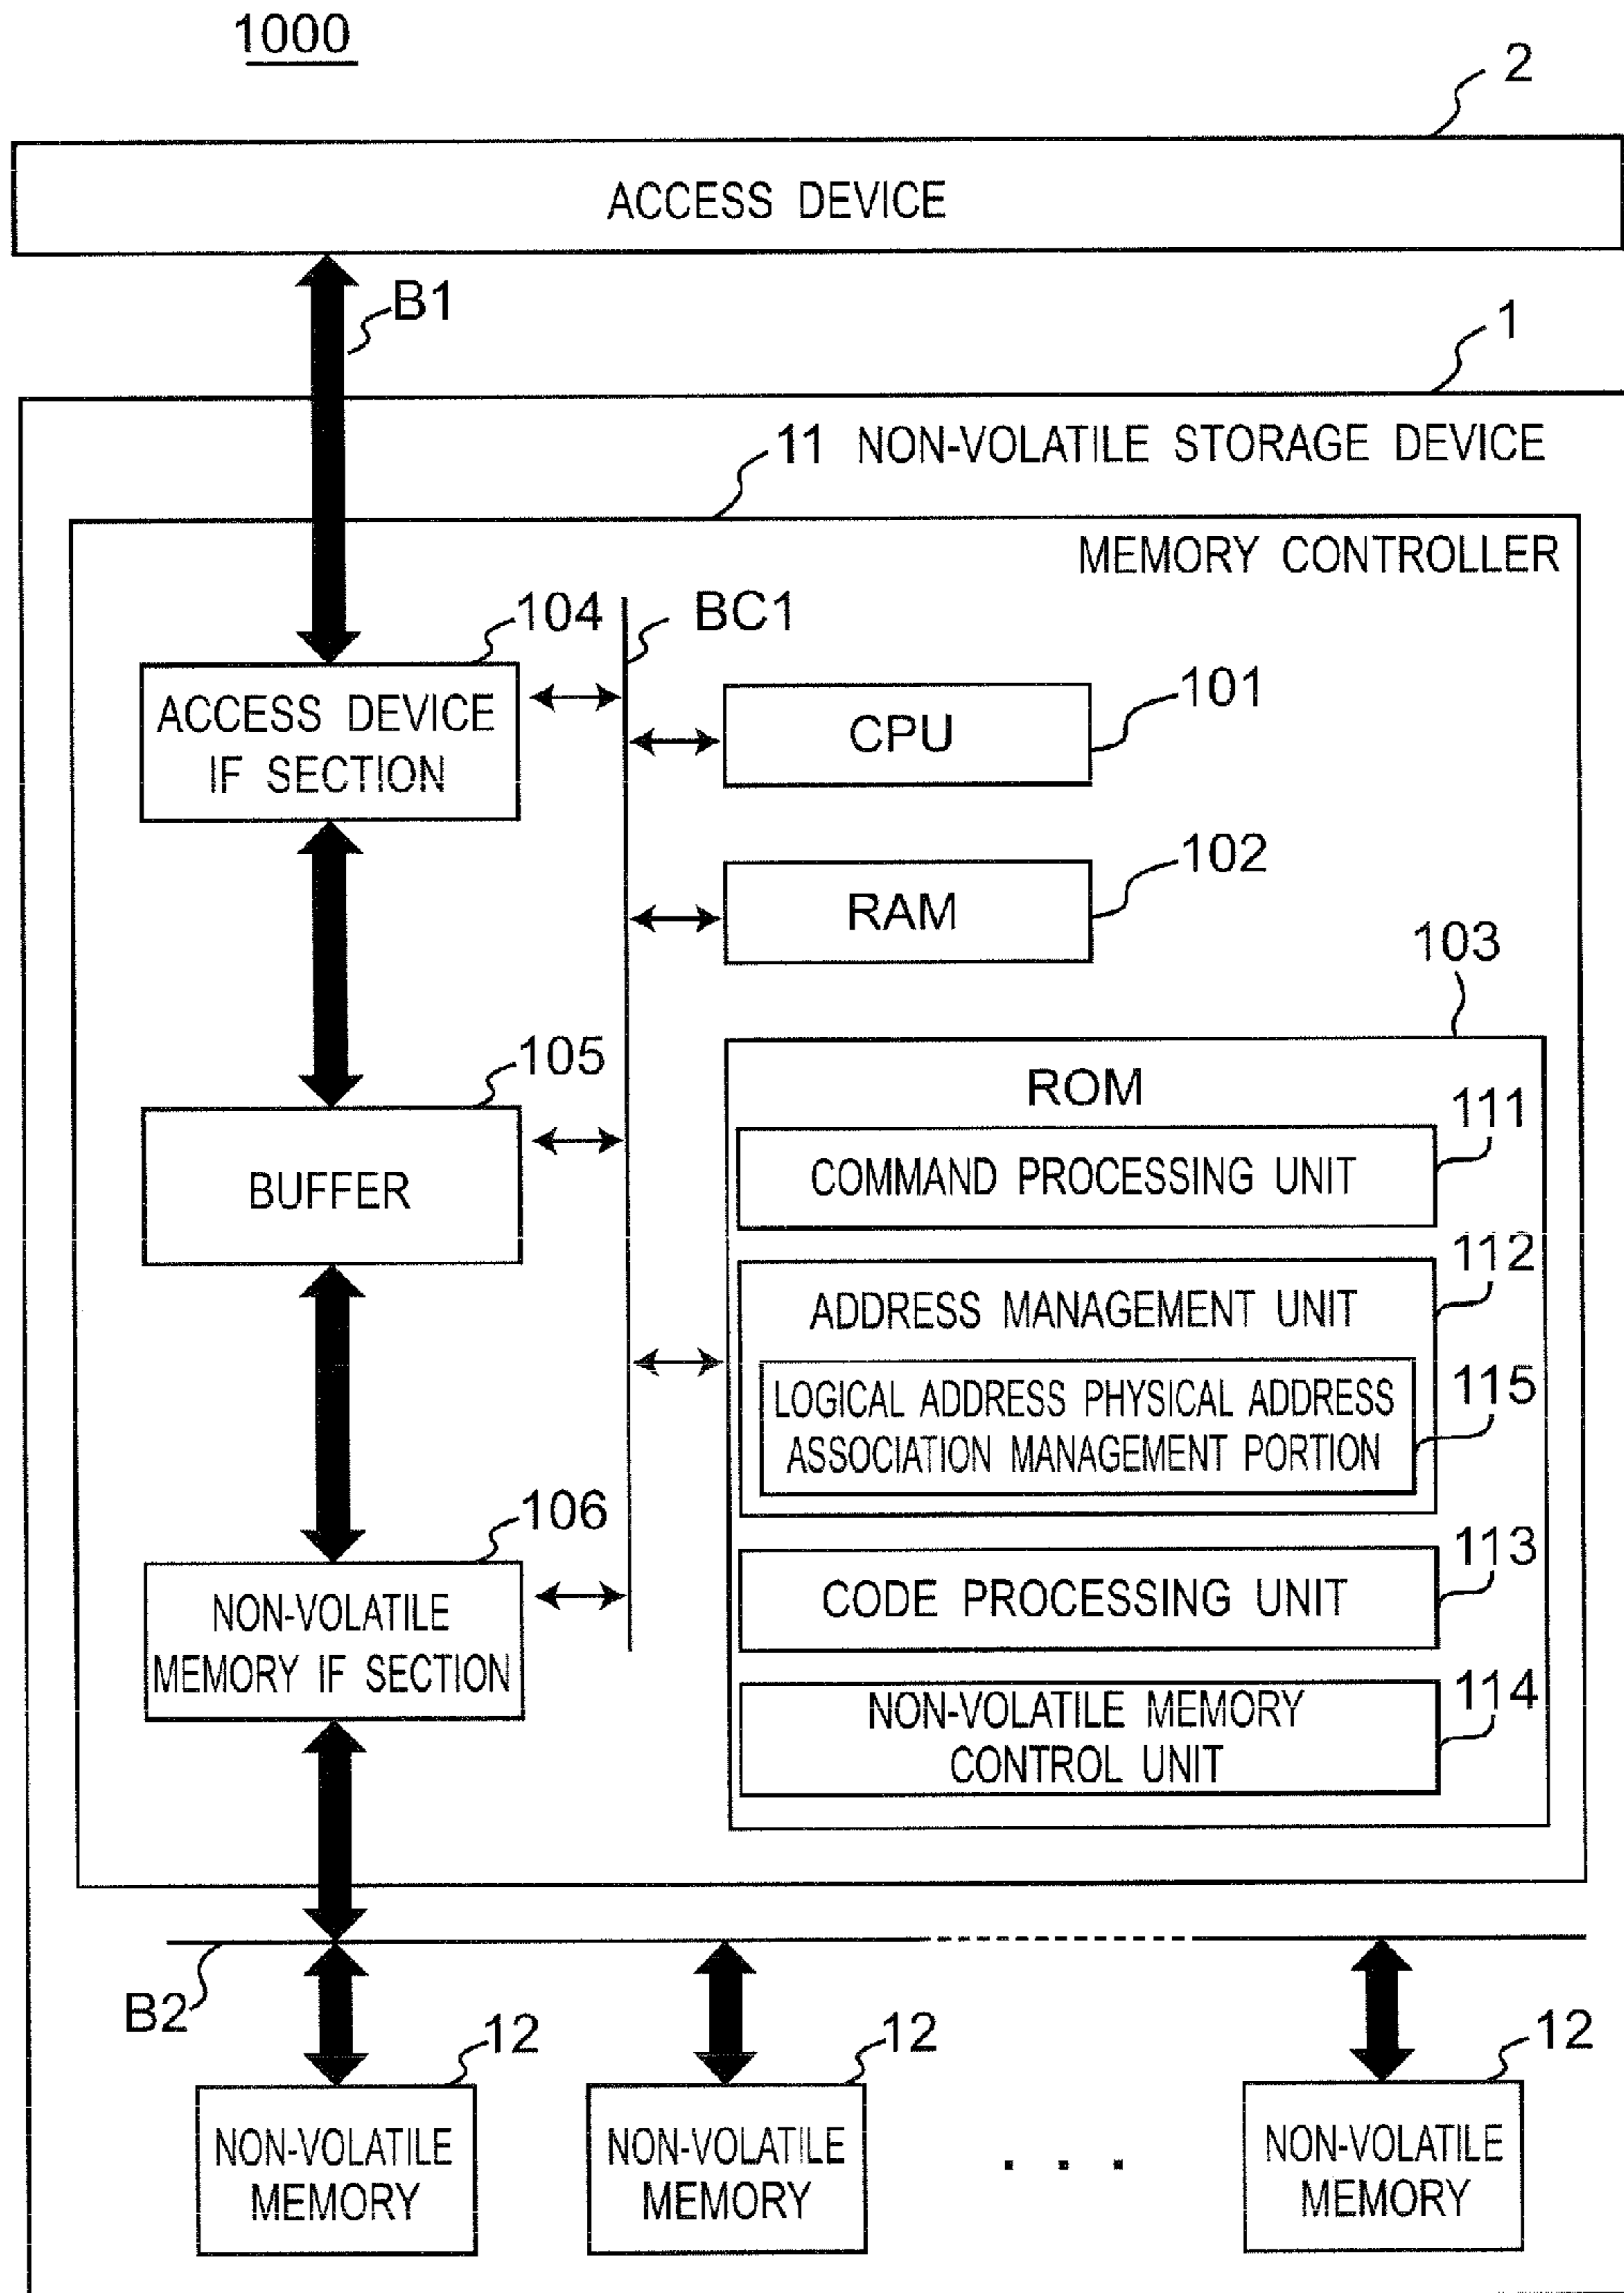 1000
2
ACCESS DEVICE
B1
1
11 NON-VOLATILE STORAGE DEVICE
MEMORY CONTROLLER
104
BC1
ACCESS DEVICE
IF SECTION
101
CPU
102
RAM
103
105
ROM
111
BUFFER
COMMAND PROCESSING UNIT
112
ADDRESS MANAGEMENT UNIT
115
LOGICAL ADDRESS PHYSICAL ADDRESS
ASSOCIATION MANAGEMENT PORTION
106
NON-VOLATILE
MEMORY IF SECTION
113
CODE PROCESSING UNIT
114
NON-VOLATILE MEMORY
CONTROL UNIT
B2
12
12
12
NON-VOLATILE
MEMORY
NON-VOLATILE
MEMORY
. . .
NON-VOLATILE
MEMORY